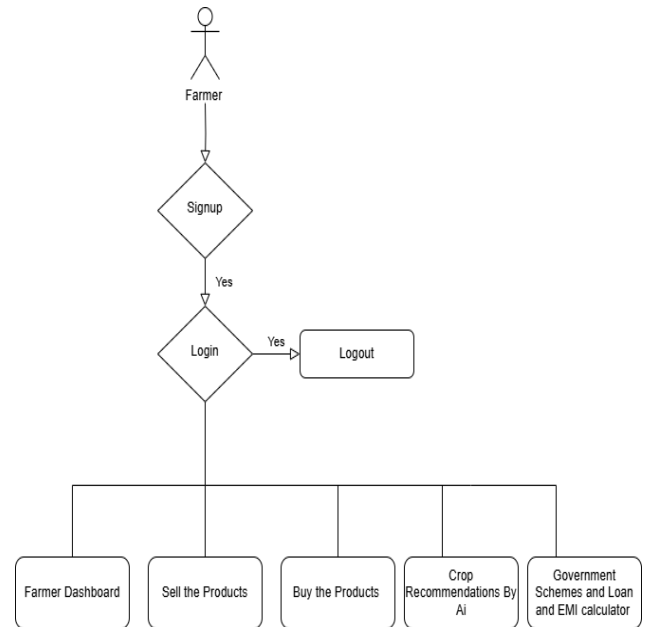 Farmer
Signup
Yes
Login
Yes
Logout
Farmer Dashboard
Sell the Products
Buy the Products
Crop
Recommendations By
Ai
Government
Schemes and Loan
and EMI calculator